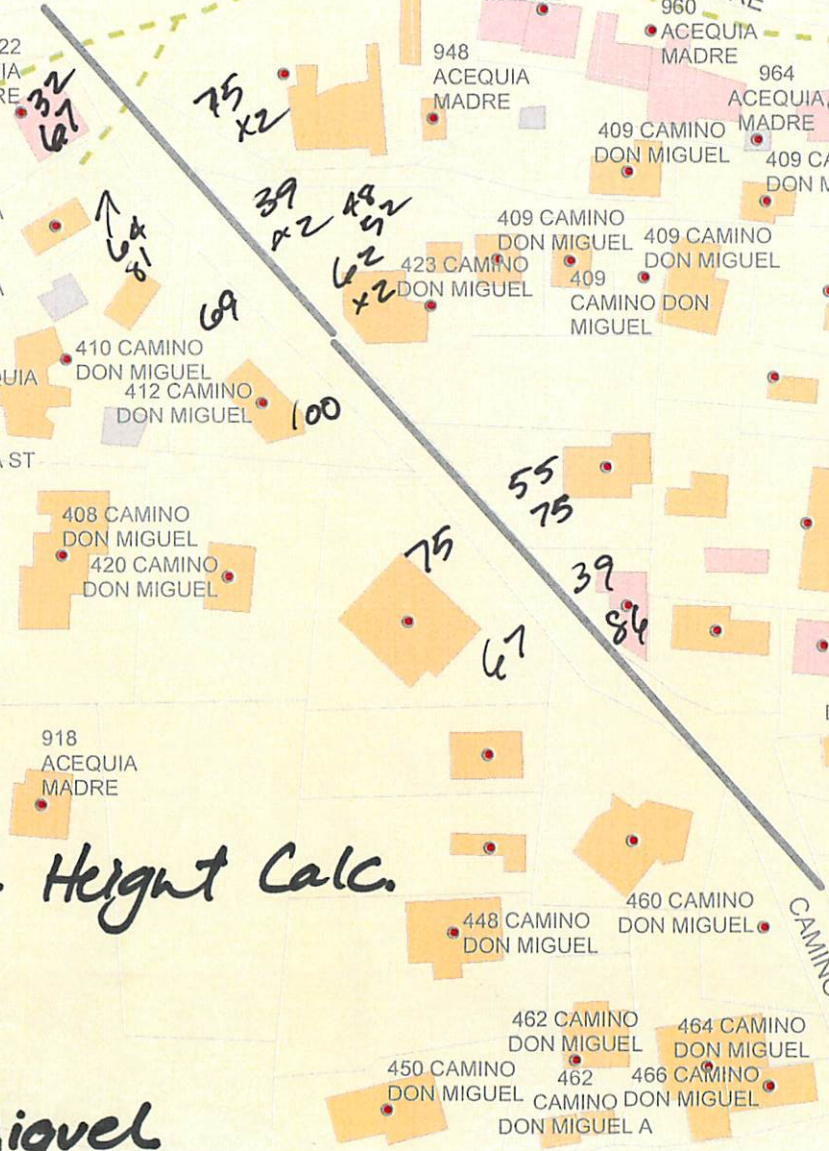 960
ACEQUIA
MADRE
22
IA
RE
32
67
75
x2
948
ACEQUIA
MADRE
964
ACEQUIA
MADRE
409 CAMINO
DON MIGUEL
409 CA
DON M
39
x2
48
52
64
81
62
x2
423 CAMINO
DON MIGUEL
409 CAMINO
DON MIGUEL
409
CAMINO DON
MIGUEL
409 CAMINO
DON MIGUEL
69
410 CAMINO
DON MIGUEL
QUIA
412 CAMINO
DON MIGUEL
100
ST
55
75
408 CAMINO
DON MIGUEL
420 CAMINO
DON MIGUEL
75
67
39
86
918
ACEQUIA
MADRE
Height Calc.
448 CAMINO
DON MIGUEL
460 CAMINO
DON MIGUEL
CAMINO
462 CAMINO
DON MIGUEL
464 CAMINO
DON MIGUEL
450 CAMINO
DON MIGUEL
462
CAMINO
DON MIGUEL A
466 CAMINO
DON MIGUEL
iguel